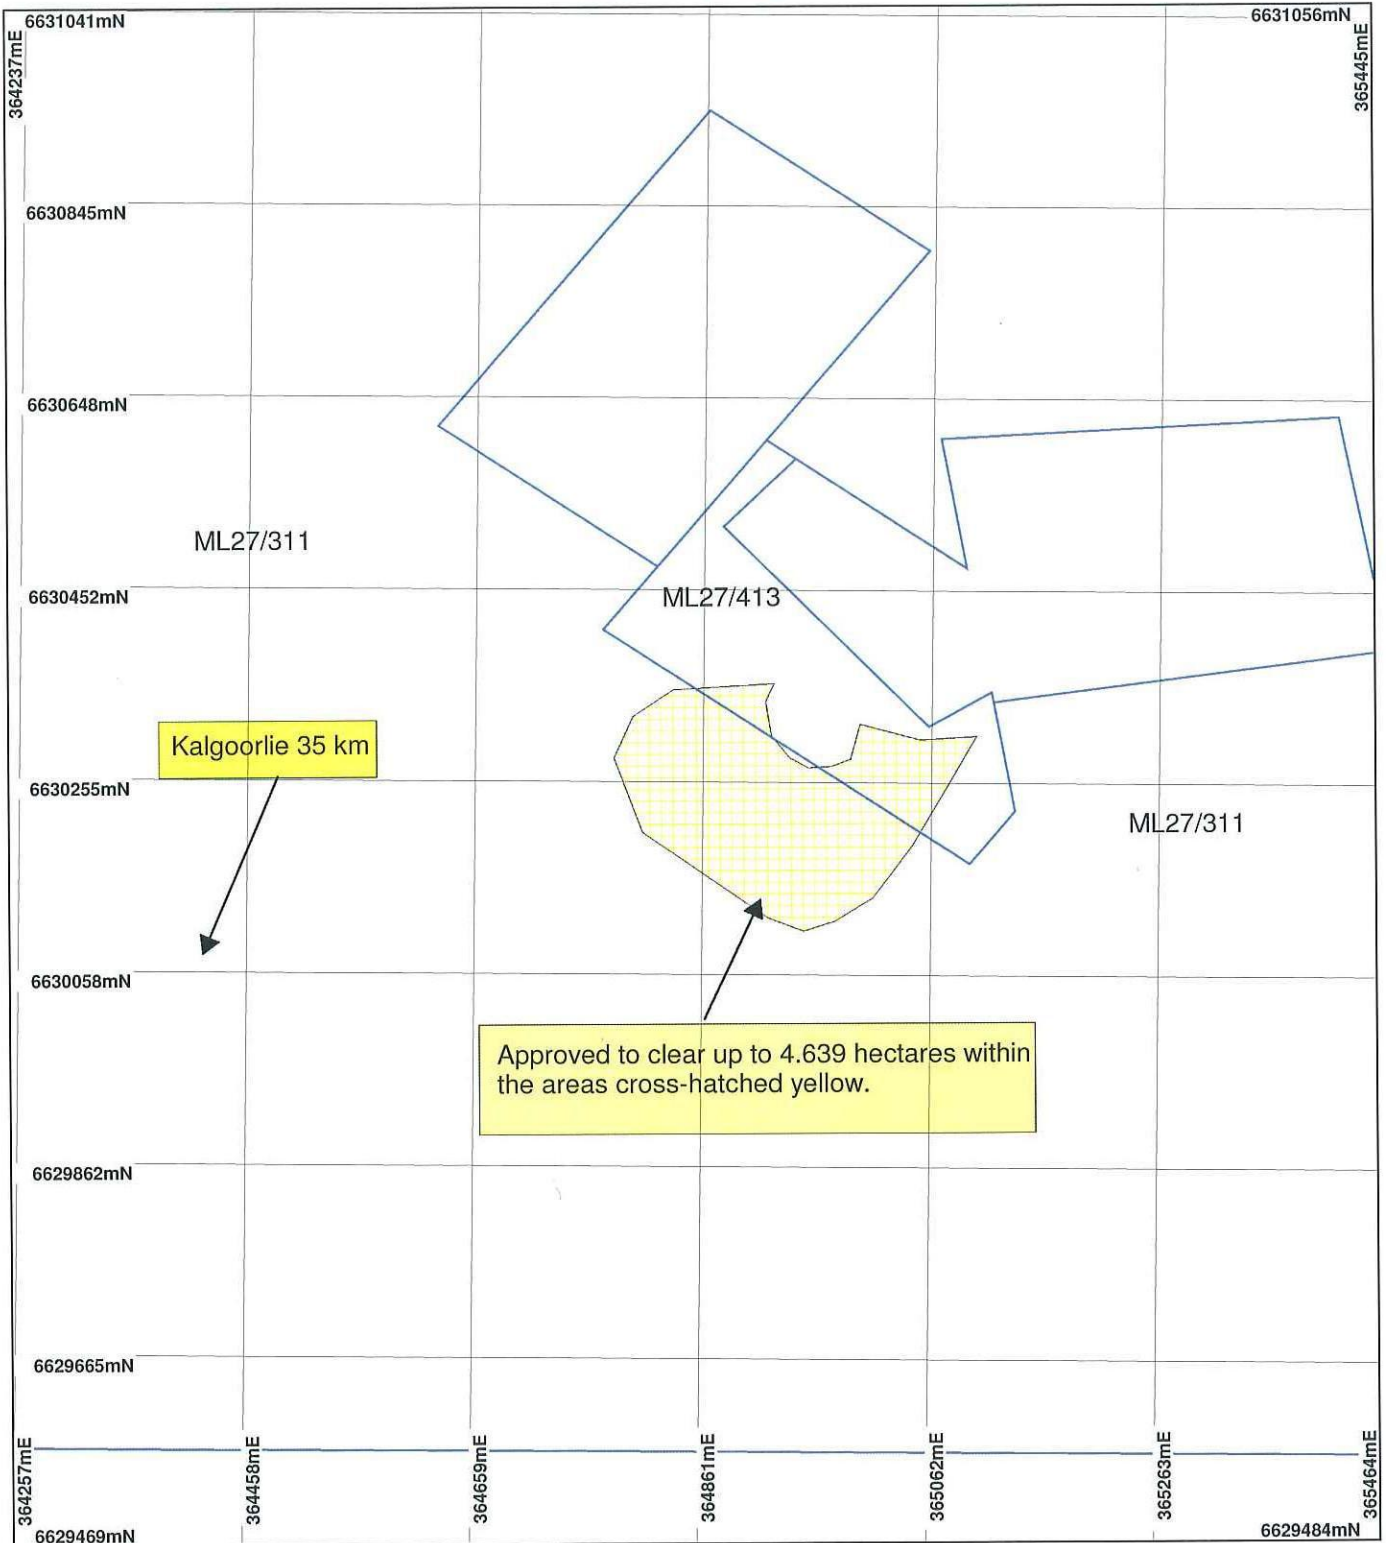 6631041mN
6631056mN
364237mE
365445mE
6630845mN
6630648mN
ML27/311
6630452mN
ML27/413
Kalgoorlie 35 km
6630255mN
ML27/311
6630058mN
Approved to clear up to 4.639 hectares within
the areas cross-hatched yellow.
6629862mN
6629665mN
364257mE
364458mE
364659mE
364861mE
365062mE
365263mE
365464mE
6629469mN
6629484mN